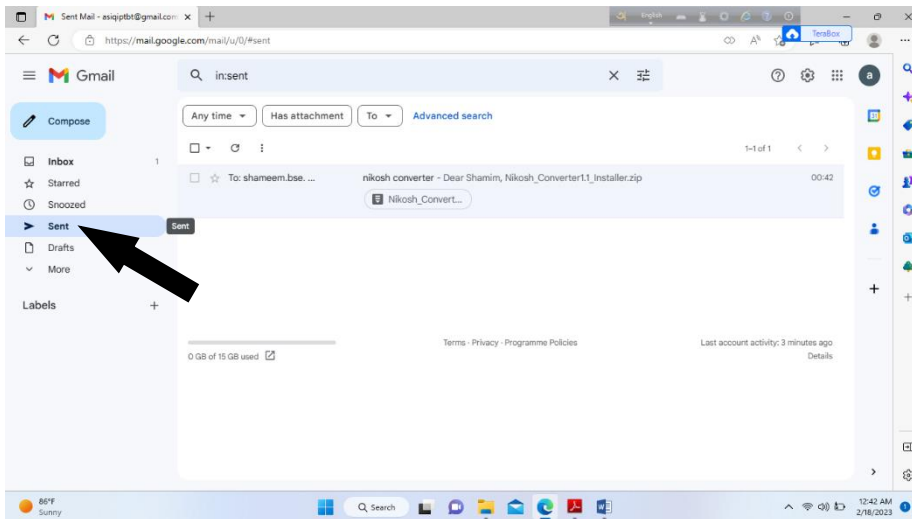 Sent Mail - asiqiptbt@gmail.com
English
https://mail.google.com/mail/u/0/#sent
TeraBox
Gmail
in:sent
a
Compose
Any time Has attachment To Advanced search
1–1 of 1
Inbox 1
To: shameem.bse. ... nikosh converter - Dear Shamim, Nikosh_Converter1.1_Installer.zip 00:42
Starred
Nikosh_Convert...
Snoozed
Sent
Sent
Drafts
More
Labels
0 GB of 15 GB used
Terms · Privacy · Programme Policies
Last account activity: 3 minutes ago
Details
86°F
Sunny
Search
12:42 AM
2/18/2023